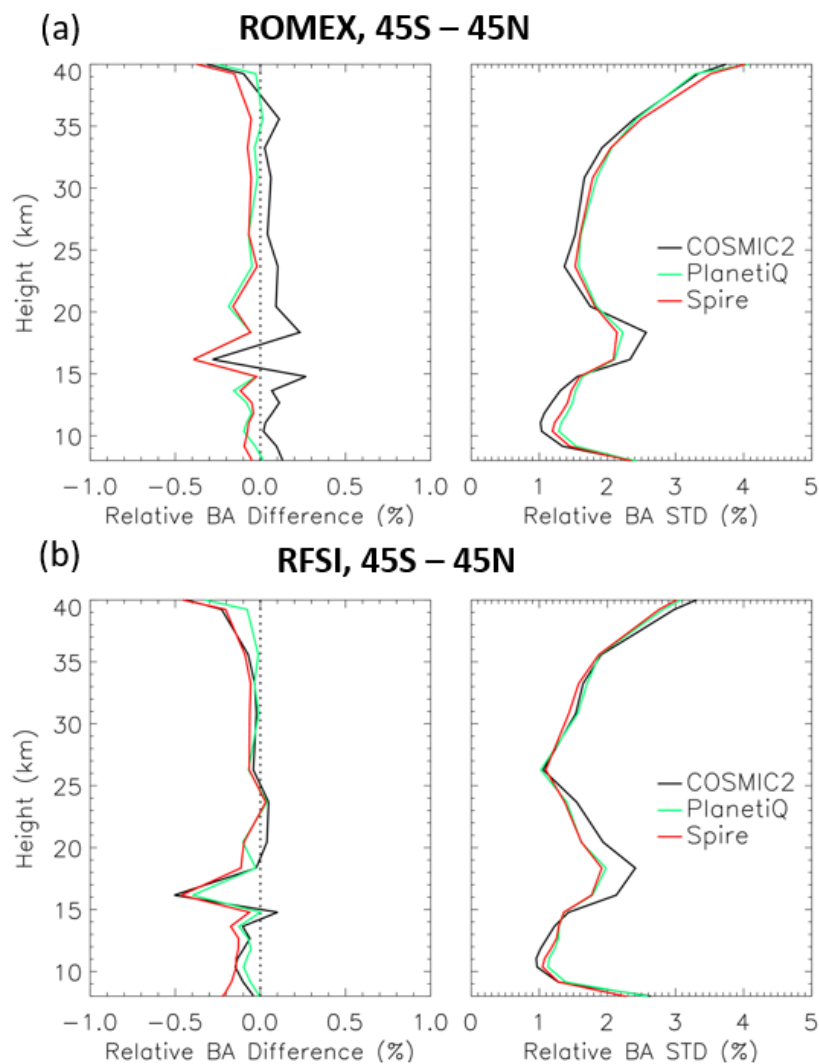 (a) ROMEX, 45S – 45N
40
35
30
25
20
15
10
Height (km)
−1.0 −0.5 0.0 0.5 1.0
Relative BA Difference (%)
COSMIC2
PlanetiQ
Spire
0 1 2 3 4 5
Relative BA STD (%)
(b) RFSI, 45S – 45N
40
35
30
25
20
15
10
Height (km)
−1.0 −0.5 0.0 0.5 1.0
Relative BA Difference (%)
COSMIC2
PlanetiQ
Spire
0 1 2 3 4 5
Relative BA STD (%)